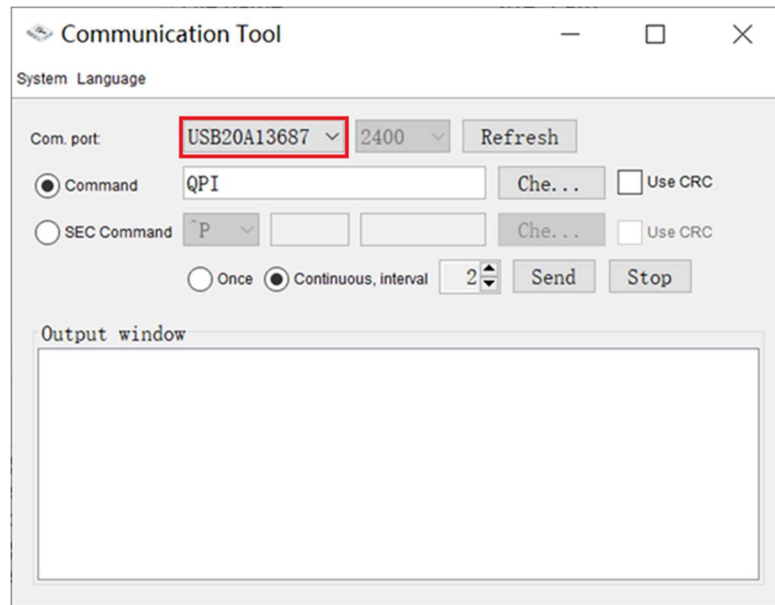 Communication Tool
System Language
Com. port: USB20A13687 2400 Refresh
Command QPI Che... Use CRC
SEC Command ^P Che... Use CRC
Once Continuous, interval 2 Send Stop
Output window